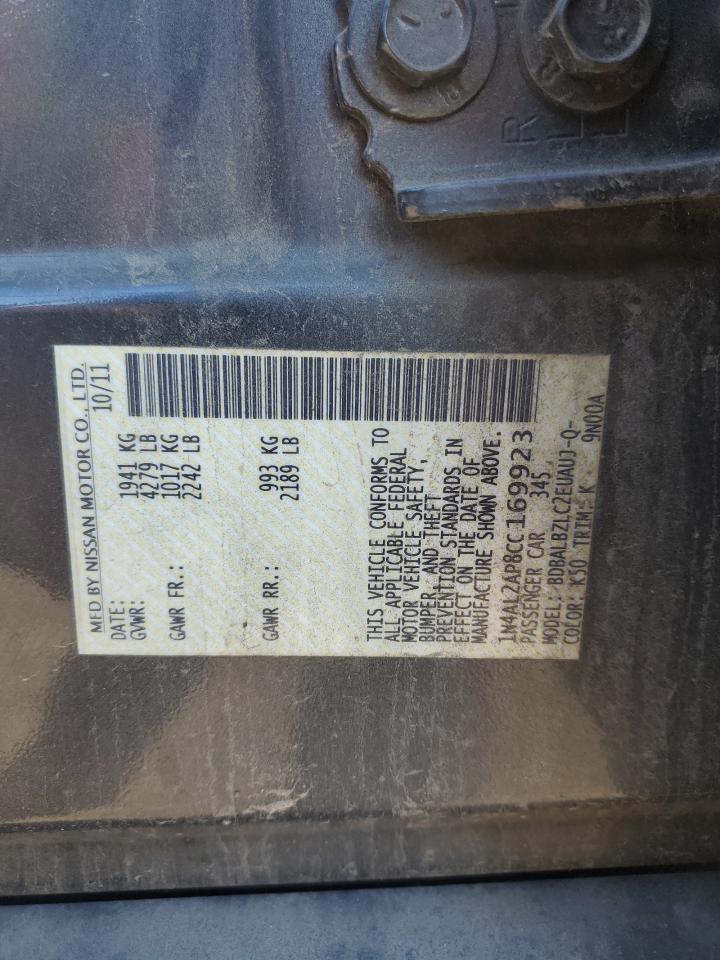 MFD BY NISSAN MOTOR CO., LTD.
DATE: 10/11
GVWR: 1941 KG
4279 LB
GAWR FR.: 1017 KG
2242 LB
GAWR RR.: 993 KG
2189 LB
THIS VEHICLE CONFORMS TO
ALL APPLICABLE FEDERAL
MOTOR VEHICLE SAFETY,
BUMPER, AND THEFT
PREVENTION STANDARDS IN
EFFECT ON THE DATE OF
MANUFACTURE SHOWN ABOVE.
1N4AL2AP8CC169923
PASSENGER CAR 345
MODEL: BDBALBZLC2EUAUJ-O-
COLOR: K50 TRIM: K 9N00A
R